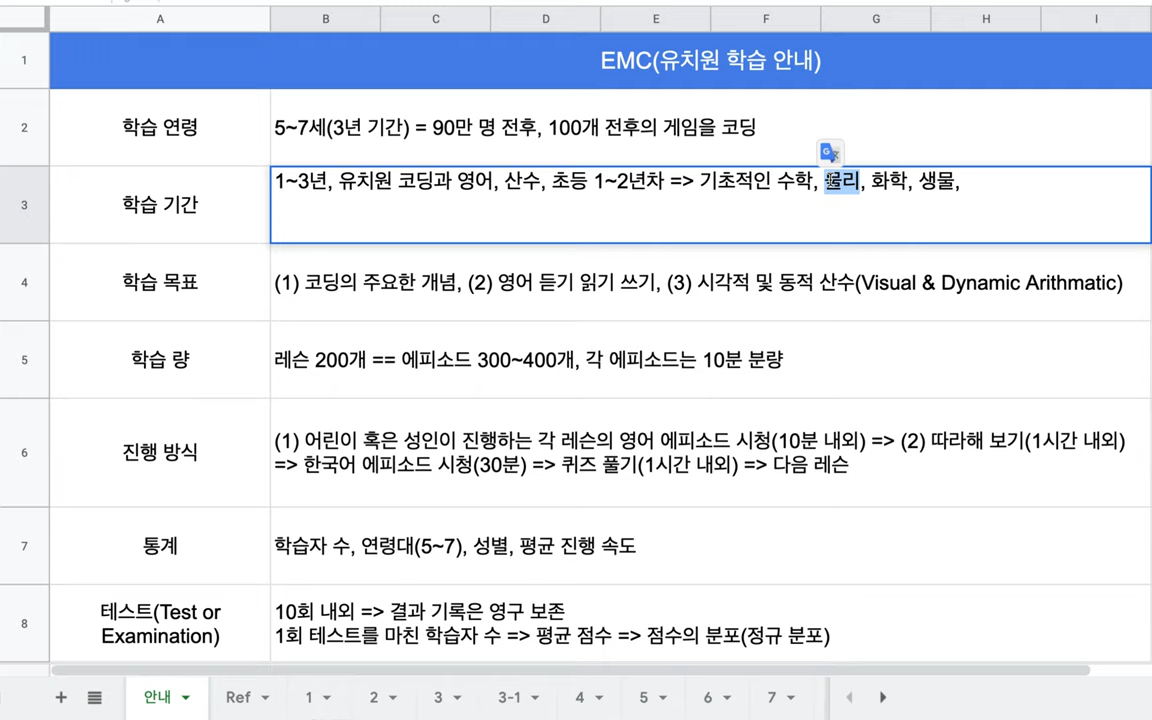 A B C D E F G H I
1 EMC(유치원 학습 안내)
2 학습 연령 5~7세(3년 기간) = 90만 명 전후, 100개 전후의 게임을 코딩
3 학습 기간 1~3년, 유치원 코딩과 영어, 산수, 초등 1~2년차 => 기초적인 수학, 물리, 화학, 생물,
4 학습 목표 (1) 코딩의 주요한 개념, (2) 영어 듣기 읽기 쓰기, (3) 시각적 및 동적 산수(Visual & Dynamic Arithmatic)
5 학습 량 레슨 200개 == 에피소드 300~400개, 각 에피소드는 10분 분량
6 진행 방식 (1) 어린이 혹은 성인이 진행하는 각 레슨의 영어 에피소드 시청(10분 내외) => (2) 따라해 보기(1시간 내외)
=> 한국어 에피소드 시청(30분) => 퀴즈 풀기(1시간 내외) => 다음 레슨
7 통계 학습자 수, 연령대(5~7), 성별, 평균 진행 속도
8 테스트(Test or
Examination)
10회 내외 => 결과 기록은 영구 보존
1회 테스트를 마친 학습자 수 => 평균 점수 => 점수의 분포(정규 분포)
+ 안내 Ref 1 2 3 3-1 4 5 6 7